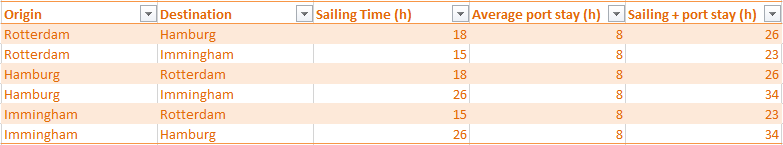 Origin Destination Sailing Time (h) Average port stay (h) Sailing + port stay (h)
Rotterdam Hamburg 18 8 26
Rotterdam Immingham 15 8 23
Hamburg Rotterdam 18 8 26
Hamburg Immingham 26 8 34
Immingham Rotterdam 15 8 23
Immingham Hamburg 26 8 34